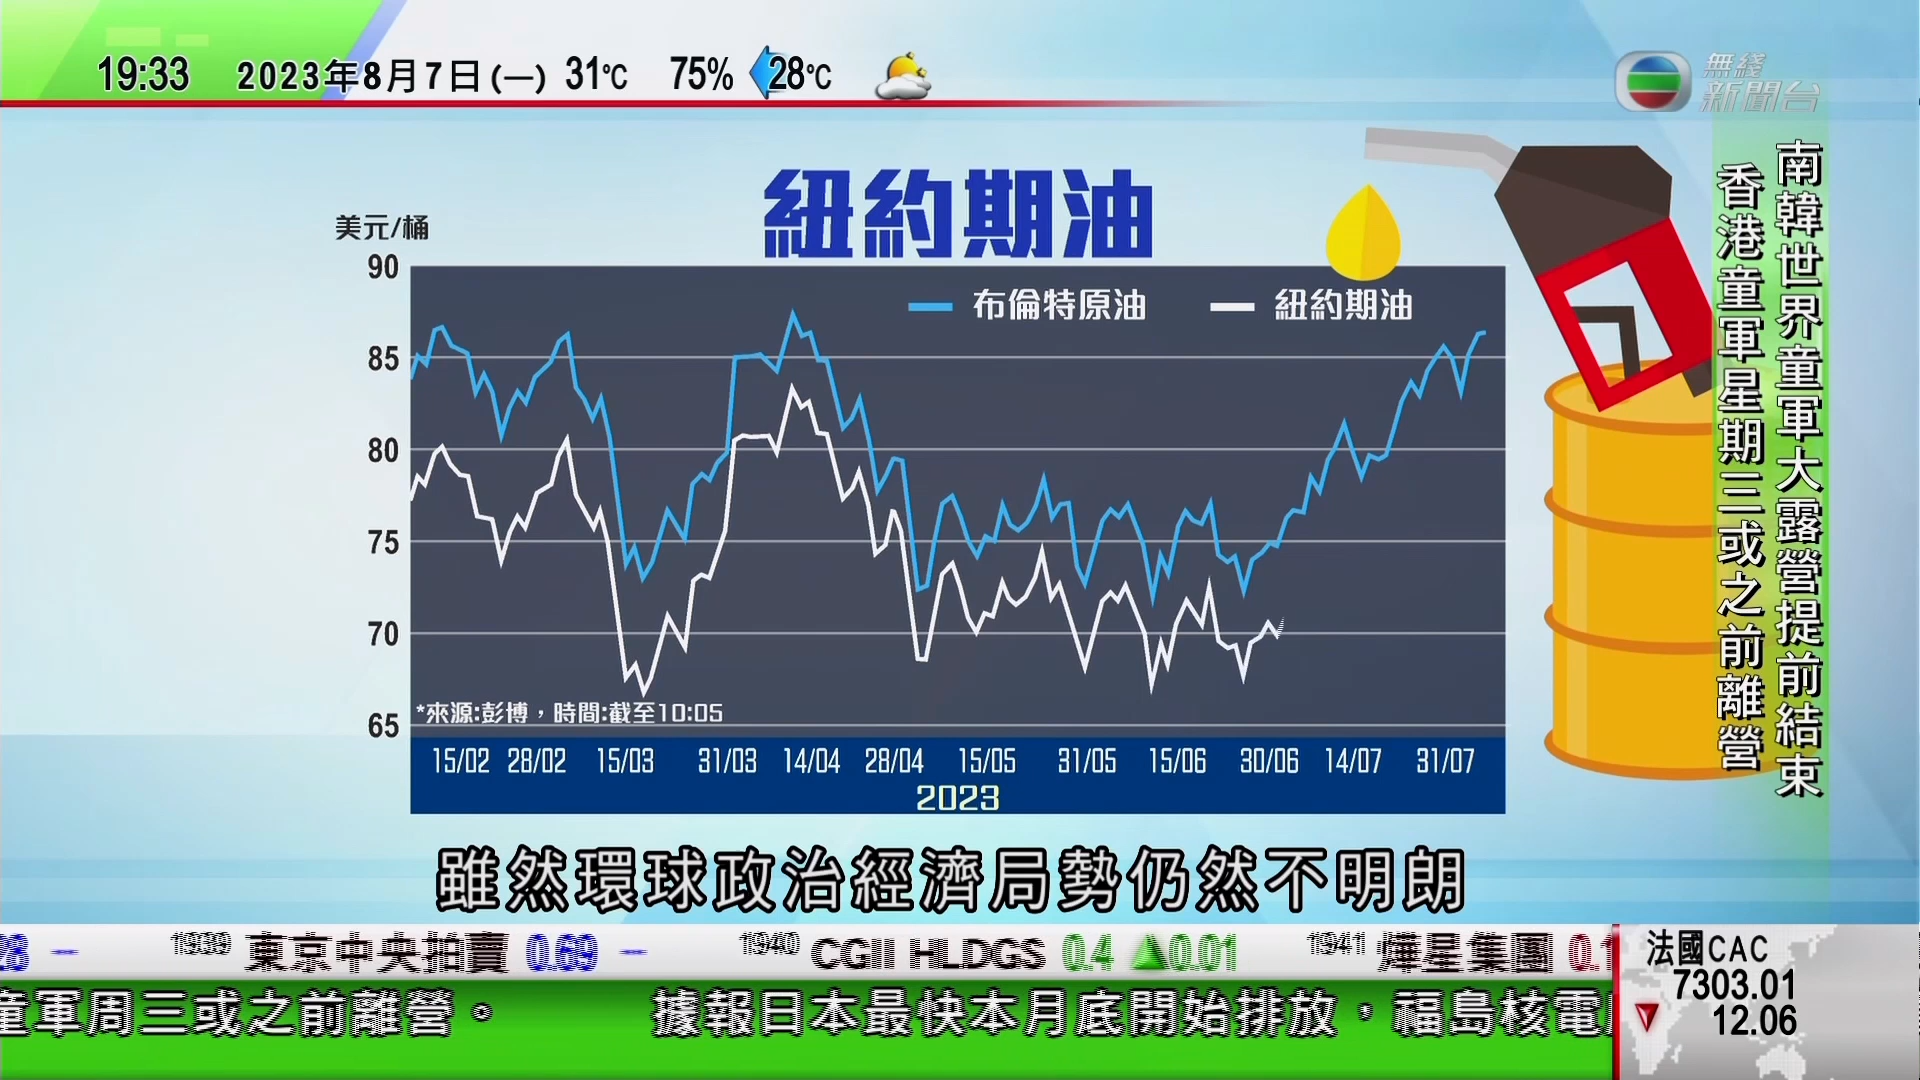 19:33 2023年8月7日(一) 31℃ 75% 28℃
無綫
新聞台
南韓世界童軍大露營提前結束
香港童軍星期三或之前離營
紐約期油
美元/桶
布倫特原油 紐約期油
90
85
80
75
70
65
*來源:彭博，時間:截至10:05
15/02 28/02 15/03 31/03 14/04 28/04 15/05 31/05 15/06 30/06 14/07 31/07
2023
雖然環球政治經濟局勢仍然不明朗
28 – 1939 東京中央拍賣 0.69 – 1940 CGII HLDGS 0.4 ▲0.01 1941 燁星集團 0.1
童軍周三或之前離營。 據報日本最快本月底開始排放，福島核電
法國CAC
7303.01
▼ 12.06